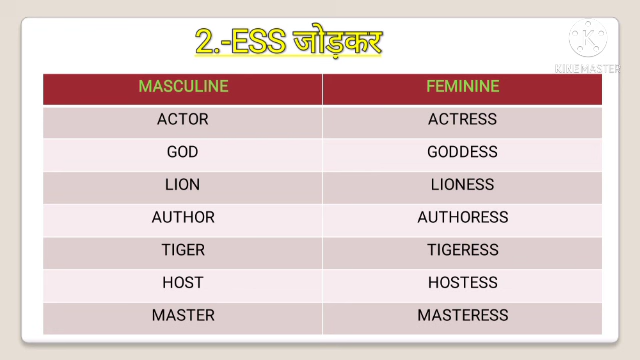 2.-ESS जोड़कर
KINEMASTER
MASCULINE FEMININE
ACTOR ACTRESS
GOD GODDESS
LION LIONESS
AUTHOR AUTHORESS
TIGER TIGERESS
HOST HOSTESS
MASTER MASTERESS